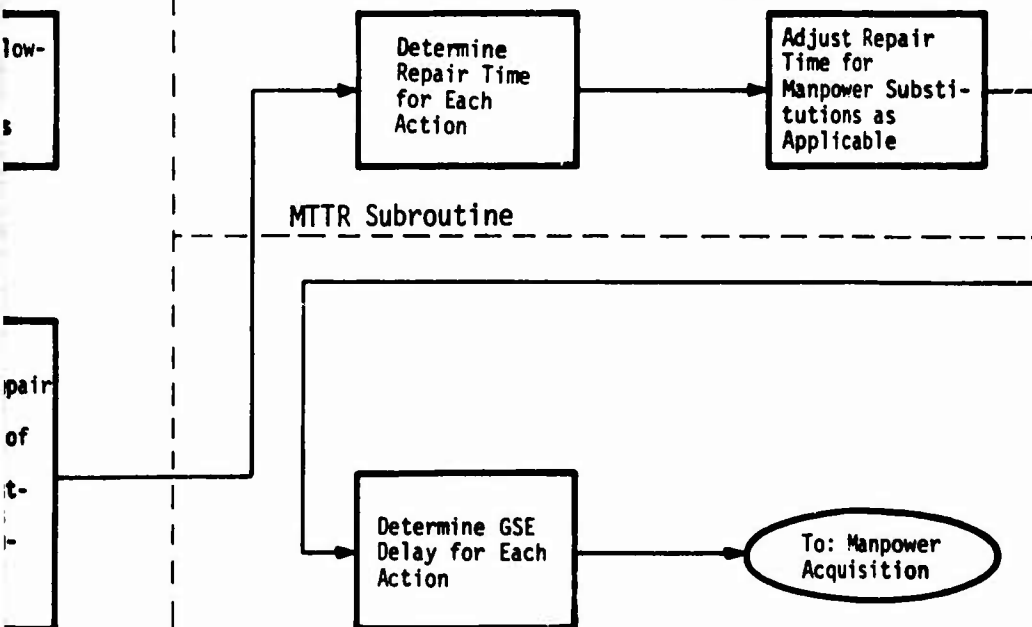 Determine
Repair Time
for Each
Action
Adjust Repair
Time for
Manpower Substi-
tutions as
Applicable
MTTR Subroutine
of
Determine GSE
Delay for Each
Action
To: Manpower
Acquisition